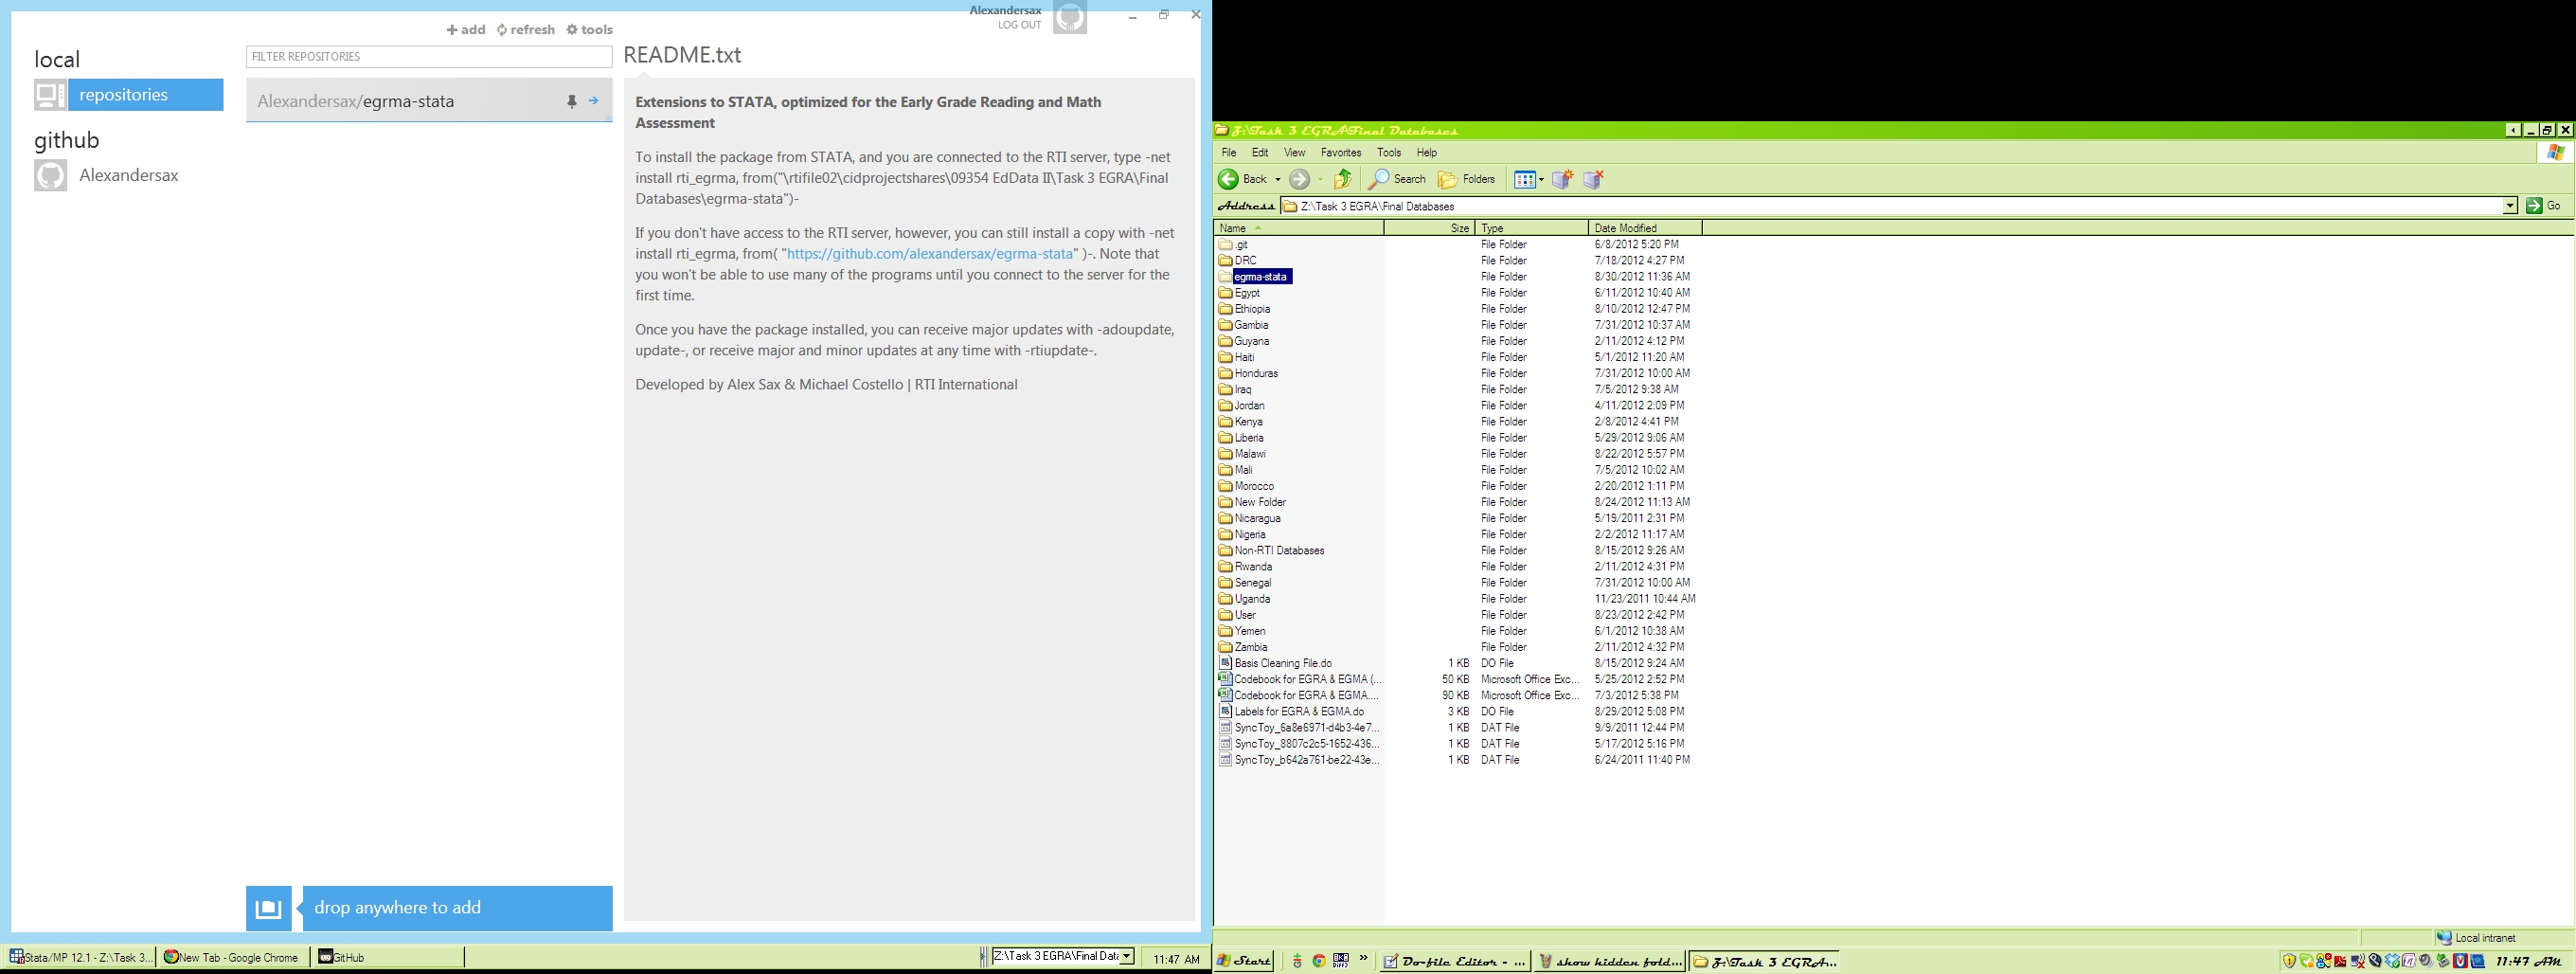 Alexandersax
LOG OUT
add refresh tools
local
FILTER REPOSITORIES
README.txt
repositories
Alexandersax/egrma-stata
github
Alexandersax
Extensions to STATA, optimized for the Early Grade Reading and Math
Assessment
To install the package from STATA, and you are connected to the RTI server, type -net
install rti_egrma, from("\rtifile02\cidprojectshares\09354 EdData II\Task 3 EGRA\Final
Databases\egrma-stata")-
If you don't have access to the RTI server, however, you can still install a copy with -net
install rti_egrma, from( "https://github.com/alexandersax/egrma-stata" )-. Note that
you won't be able to use many of the programs until you connect to the server for the
first time.
Once you have the package installed, you can receive major updates with -adoupdate,
update-, or receive major and minor updates at any time with -rtiupdate-.
Developed by Alex Sax & Michael Costello | RTI International
drop anywhere to add
Stata/MP 12.1 - Z:\Task 3... New Tab - Google Chrome GitHub Z:\Task 3 EGRA\Final Data 11:47 AM
Z:\Task 3 EGRA\Final Databases
File Edit View Favorites Tools Help
Back Search Folders
Address Z:\Task 3 EGRA\Final Databases Go
Name Size Type Date Modified
.git File Folder 6/8/2012 5:20 PM
DRC File Folder 7/18/2012 4:27 PM
egrma-stata File Folder 8/30/2012 11:36 AM
Egypt File Folder 6/11/2012 10:40 AM
Ethiopia File Folder 8/10/2012 12:47 PM
Gambia File Folder 7/31/2012 10:37 AM
Guyana File Folder 2/11/2012 4:12 PM
Haiti File Folder 5/1/2012 11:20 AM
Honduras File Folder 7/31/2012 10:00 AM
Iraq File Folder 7/5/2012 9:38 AM
Jordan File Folder 4/11/2012 2:09 PM
Kenya File Folder 2/8/2012 4:41 PM
Liberia File Folder 5/29/2012 9:06 AM
Malawi File Folder 8/22/2012 5:57 PM
Mali File Folder 7/5/2012 10:02 AM
Morocco File Folder 2/20/2012 1:11 PM
New Folder File Folder 8/24/2012 11:13 AM
Nicaragua File Folder 5/19/2011 2:31 PM
Nigeria File Folder 2/2/2012 11:17 AM
Non-RTI Databases File Folder 8/15/2012 9:26 AM
Rwanda File Folder 2/11/2012 4:31 PM
Senegal File Folder 7/31/2012 10:00 AM
Uganda File Folder 11/23/2011 10:44 AM
User File Folder 8/23/2012 2:42 PM
Yemen File Folder 6/1/2012 10:38 AM
Zambia File Folder 2/11/2012 4:32 PM
Basis Cleaning File.do 1 KB DO File 8/15/2012 9:24 AM
Codebook for EGRA & EGMA (... 50 KB Microsoft Office Exc... 5/25/2012 2:52 PM
Codebook for EGRA & EGMA.... 90 KB Microsoft Office Exc... 7/3/2012 5:38 PM
Labels for EGRA & EGMA.do 3 KB DO File 8/29/2012 5:08 PM
SyncToy_6a8e6971-d4b3-4e7... 1 KB DAT File 9/9/2011 12:44 PM
SyncToy_8807c2c5-1652-436... 1 KB DAT File 5/17/2012 5:16 PM
SyncToy_b642a761-be22-43e... 1 KB DAT File 6/24/2011 11:40 PM
Local intranet
Start Do-file Editor - ... show hidden fold... Z:\Task 3 EGRA... 11:47 AM